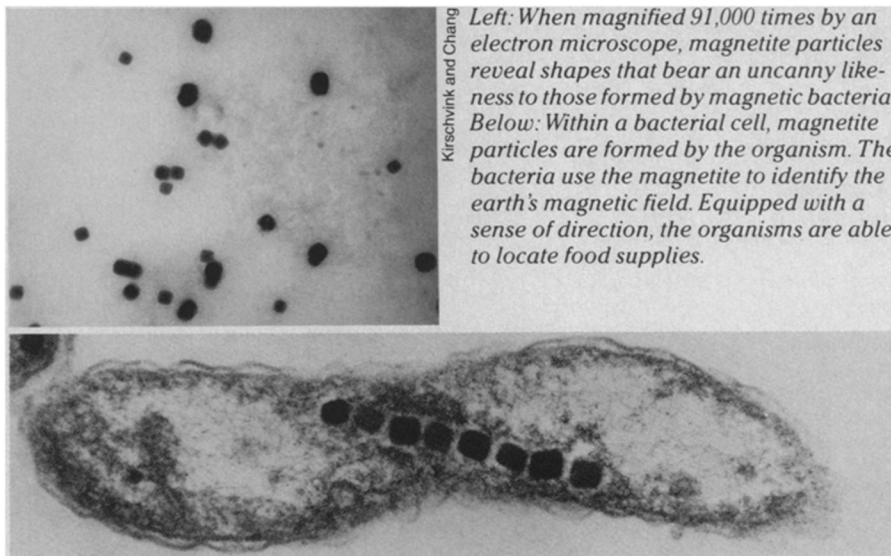 Kirschvink and Chang
Left: When magnified 91,000 times by an
electron microscope, magnetite particles
reveal shapes that bear an uncanny like-
ness to those formed by magnetic bacteria
Below: Within a bacterial cell, magnetite
particles are formed by the organism. The
bacteria use the magnetite to identify the
earth's magnetic field. Equipped with a
sense of direction, the organisms are able
to locate food supplies.